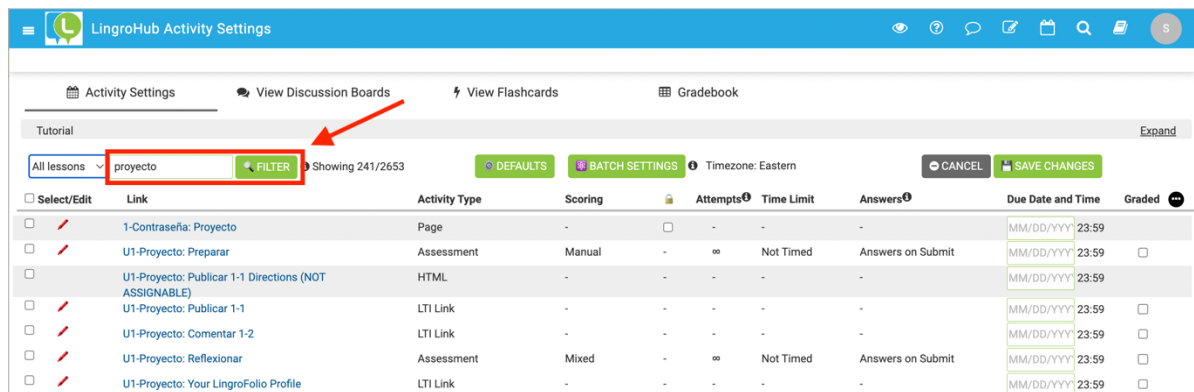 L LingroHub Activity Settings S
Activity Settings View Discussion Boards View Flashcards Gradebook
Tutorial Expand
All lessons proyecto FILTER Showing 241/2653 DEFAULTS BATCH SETTINGS Timezone: Eastern CANCEL SAVE CHANGES
Select/Edit Link Activity Type Scoring Attempts Time Limit Answers Due Date and Time Graded
1-Contraseña: Proyecto Page - - - - MM/DD/YYY 23:59
U1-Proyecto: Preparar Assessment Manual - ∞ Not Timed Answers on Submit MM/DD/YYY 23:59
U1-Proyecto: Publicar 1-1 Directions (NOT HTML - - - - - MM/DD/YYY 23:59
ASSIGNABLE)
U1-Proyecto: Publicar 1-1 LTI Link - - - - - MM/DD/YYY 23:59
U1-Proyecto: Comentar 1-2 LTI Link - - - - - MM/DD/YYY 23:59
U1-Proyecto: Reflexionar Assessment Mixed - ∞ Not Timed Answers on Submit MM/DD/YYY 23:59
U1-Proyecto: Your LingroFolio Profile LTI Link - - - - - MM/DD/YYY 23:59